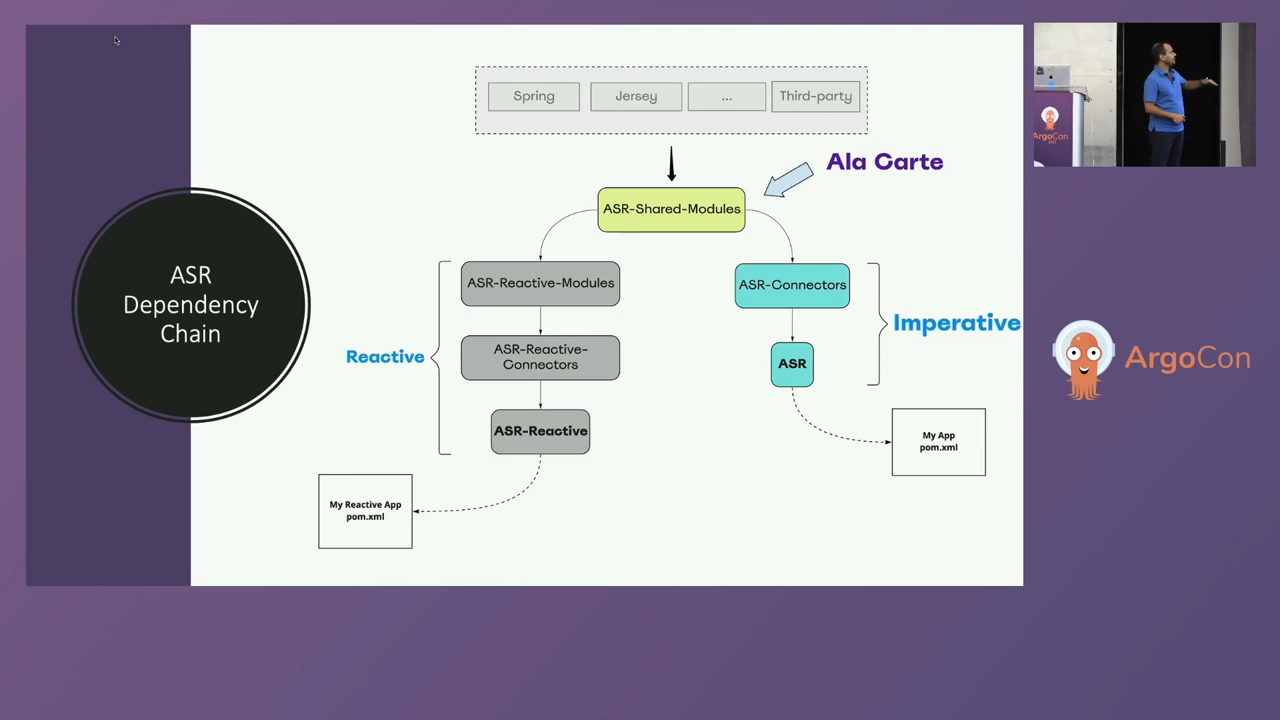 ASR
Dependency
Chain
Spring
Jersey
...
Third-party
Ala Carte
ASR-Shared-Modules
ASR-Reactive-Modules
ASR-Connectors
Imperative
Reactive
ASR-Reactive-
Connectors
ASR
ASR-Reactive
My App
pom.xml
My Reactive App
pom.xml
ArgoCon
ArgoCon